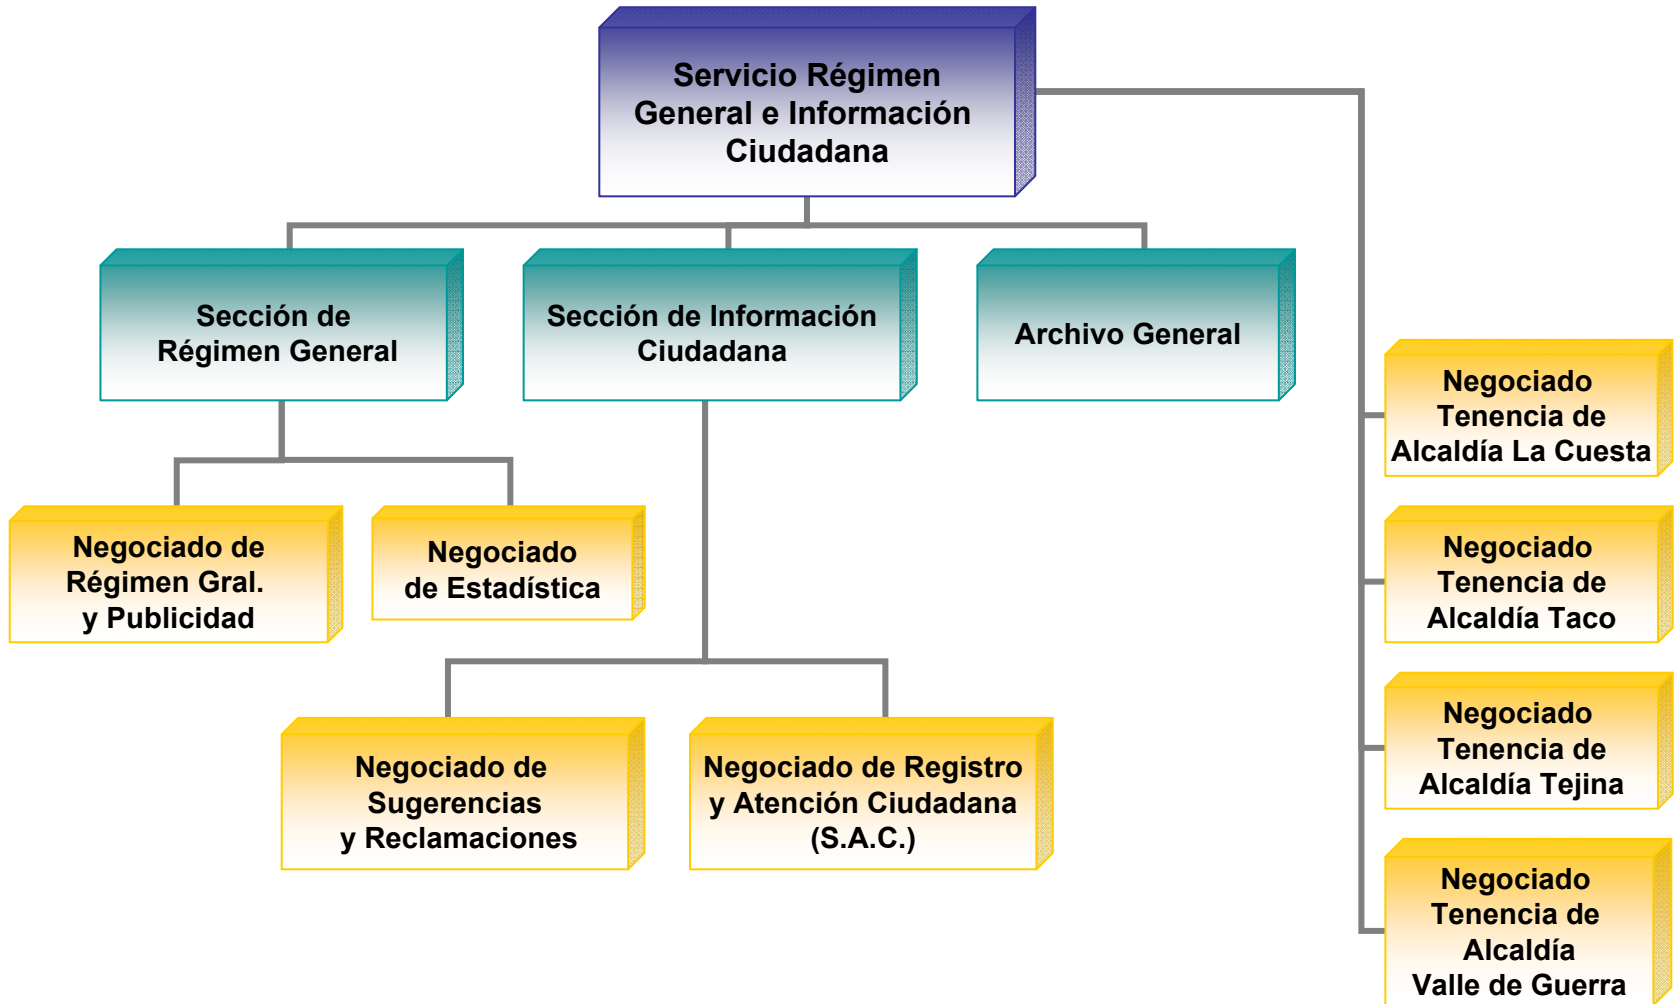 Servicio Régimen
General e Información
Ciudadana
Sección de
Régimen General
Sección de Información
Ciudadana
Archivo General
Negociado de
Régimen Gral.
y Publicidad
Negociado
de Estadística
Negociado de
Sugerencias
y Reclamaciones
Negociado de Registro
y Atención Ciudadana
(S.A.C.)
Negociado
Tenencia de
Alcaldía La Cuesta
Negociado
Tenencia de
Alcaldía Taco
Negociado
Tenencia de
Alcaldía Tejina
Negociado
Tenencia de
Alcaldía
Valle de Guerra